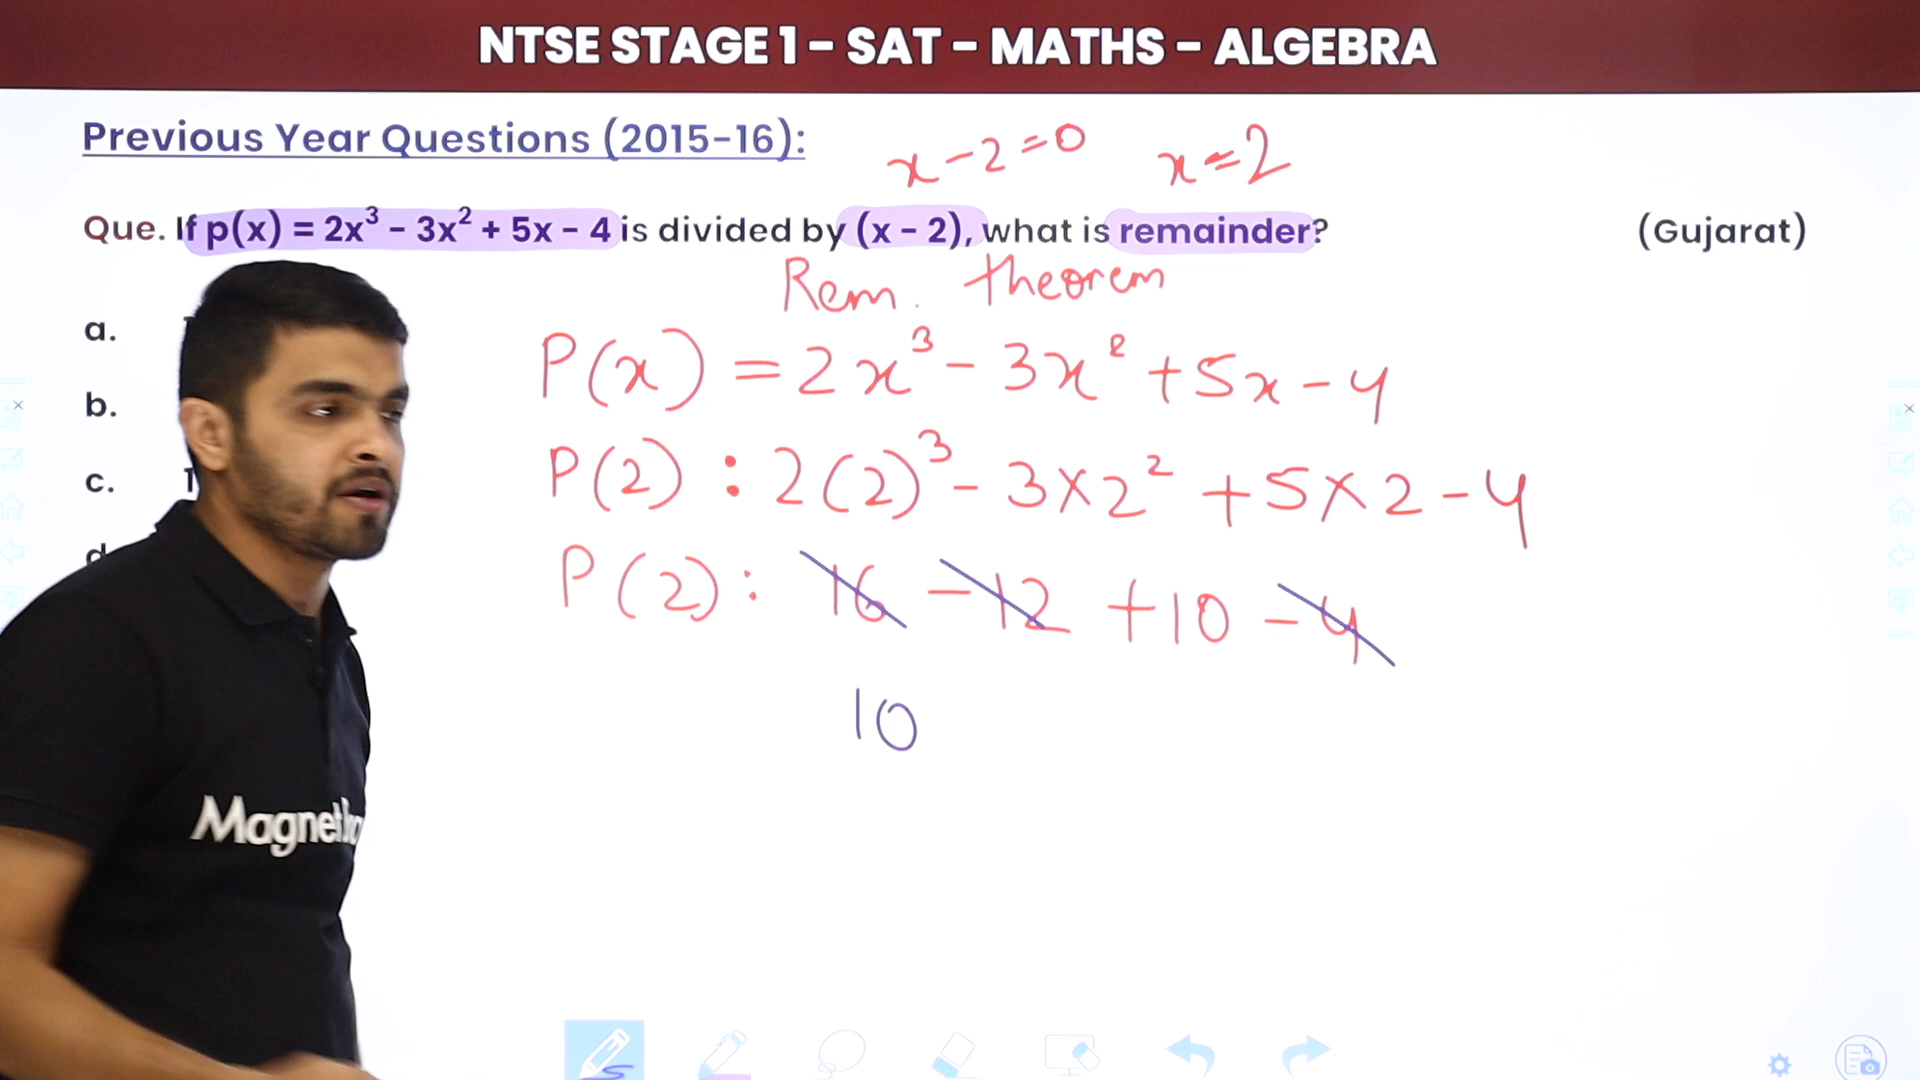 NTSE STAGE 1 - SAT - MATHS - ALGEBRA
Previous Year Questions (2015-16):
x - 2 = 0 x = 2
Que. If p(x) = 2x³ - 3x² + 5x - 4 is divided by (x - 2), what is remainder? (Gujarat)
Rem. theorem
a.
P(x) = 2x³ - 3x² + 5x - 4
b.
c.
P(2) : 2(2)³ - 3×2² + 5×2 - 4
P(2) : 16 - 12 + 10 - 4
10